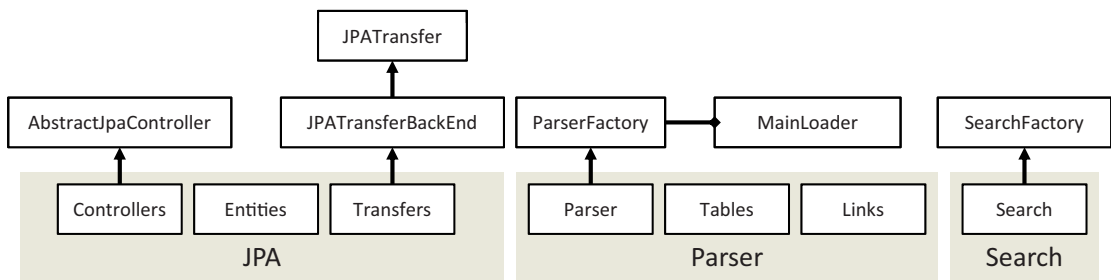 JPATransfer
AbstractJpaController
JPATransferBackEnd
ParserFactory
MainLoader
SearchFactory
Controllers
Entities
Transfers
Parser
Tables
Links
Search
JPA
Parser
Search